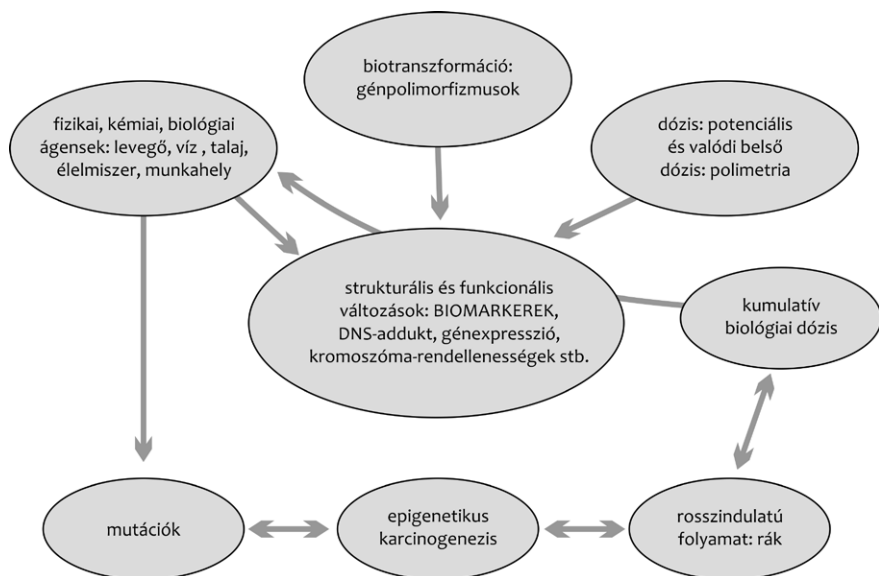 biotranszformáció:
génpolimorfizmusok
fizikai, kémiai, biológiai
ágensek: levegő, víz , talaj,
élelmiszer, munkahely
dózis: potenciális
és valódi belső
dózis: polimetria
strukturális és funkcionális
változások: BIOMARKEREK,
DNS-addukt, génexpresszió,
kromoszóma-rendellenességek stb.
kumulatív
biológiai dózis
mutációk
epigenetikus
karcinogenezis
rosszindulatú
folyamat: rák